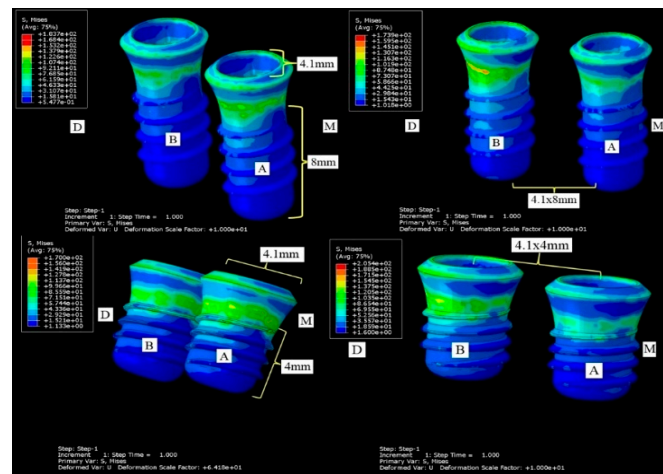 S, Mises
(Avg: 75%)
+1.837e+02
+1.684e+02
+1.532e+02
+1.379e+02
+1.226e+02
+1.074e+02
+9.211e+01
+7.685e+01
+6.159e+01
+4.633e+01
+3.107e+01
+1.581e+01
+5.477e-01
4.1mm
D
B
M
A
8mm
Step: Step-1
Increment 1: Step Time = 1.000
Primary Var: S, Mises
Deformed Var: U Deformation Scale Factor: +1.000e+01
S, Mises
(Avg: 75%)
+1.739e+02
+1.595e+02
+1.451e+02
+1.307e+02
+1.163e+02
+1.019e+02
+8.748e+01
+7.307e+01
+5.866e+01
+4.425e+01
+2.984e+01
+1.543e+01
+1.018e+00
D
M
B
A
4.1x8mm
Step: Step-1
Increment 1: Step Time = 1.000
Primary Var: S, Mises
Deformed Var: U Deformation Scale Factor: +1.000e+01
S, Mises
(Avg: 75%)
+1.700e+02
+1.560e+02
+1.419e+02
+1.278e+02
+1.137e+02
+9.966e+01
+8.559e+01
+7.151e+01
+5.744e+01
+4.336e+01
+2.929e+01
+1.521e+01
+1.133e+00
4.1mm
D
M
B
A
4mm
Step: Step-1
Increment 1: Step Time = 1.000
Primary Var: S, Mises
Deformed Var: U Deformation Scale Factor: +6.418e+01
S, Mises
(Avg: 75%)
+2.054e+02
+1.885e+02
+1.715e+02
+1.545e+02
+1.375e+02
+1.205e+02
+1.035e+02
+8.654e+01
+6.955e+01
+5.256e+01
+3.557e+01
+1.859e+01
+1.600e+00
4.1x4mm
D
B
M
A
Step: Step-1
Increment 1: Step Time = 1.000
Primary Var: S, Mises
Deformed Var: U Deformation Scale Factor: +1.000e+01